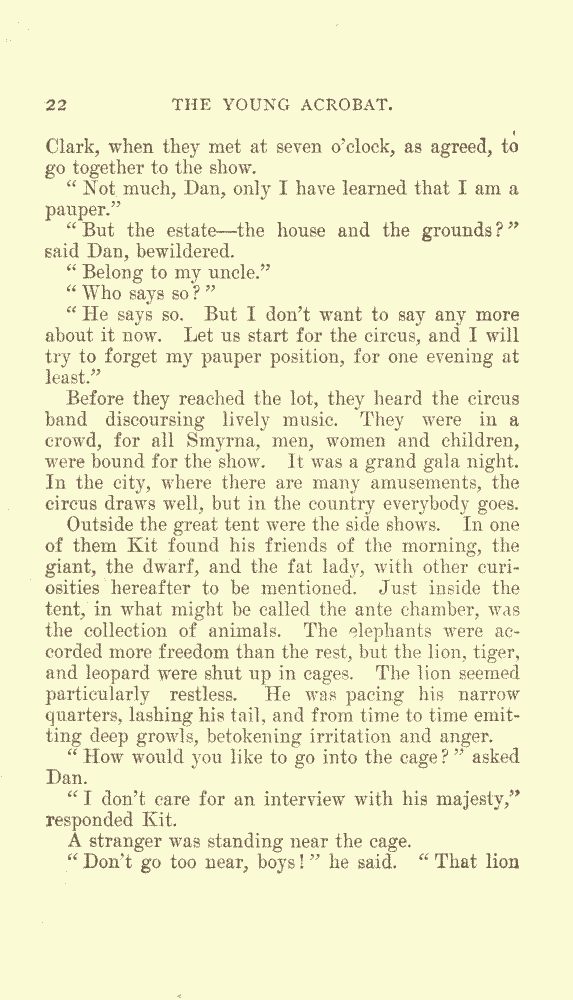 22 THE YOUNG ACROBAT.
Clark, when they met at seven o'clock, as agreed, to
go together to the show.
“Not much, Dan, only I have learned that I am a
pauper.”
“But the estate—the house and the grounds?”
said Dan, bewildered.
“Belong to my uncle.”
“Who says so?”
“He says so. But I don't want to say any more
about it now. Let us start for the circus, and I will
try to forget my pauper position, for one evening at
least.”
Before they reached the lot, they heard the circus
band discoursing lively music. They were in a
crowd, for all Smyrna, men, women and children,
were bound for the show. It was a grand gala night.
In the city, where there are many amusements, the
circus draws well, but in the country everybody goes.
Outside the great tent were the side shows. In one
of them Kit found his friends of the morning, the
giant, the dwarf, and the fat lady, with other curi-
osities hereafter to be mentioned. Just inside the
tent, in what might be called the ante chamber, was
the collection of animals. The elephants were ac-
corded more freedom than the rest, but the lion, tiger,
and leopard were shut up in cages. The lion seemed
particularly restless. He was pacing his narrow
quarters, lashing his tail, and from time to time emit-
ting deep growls, betokening irritation and anger.
“How would you like to go into the cage?” asked
Dan.
“I don't care for an interview with his majesty,”
responded Kit.
A stranger was standing near the cage.
“Don't go too near, boys!” he said. “That lion